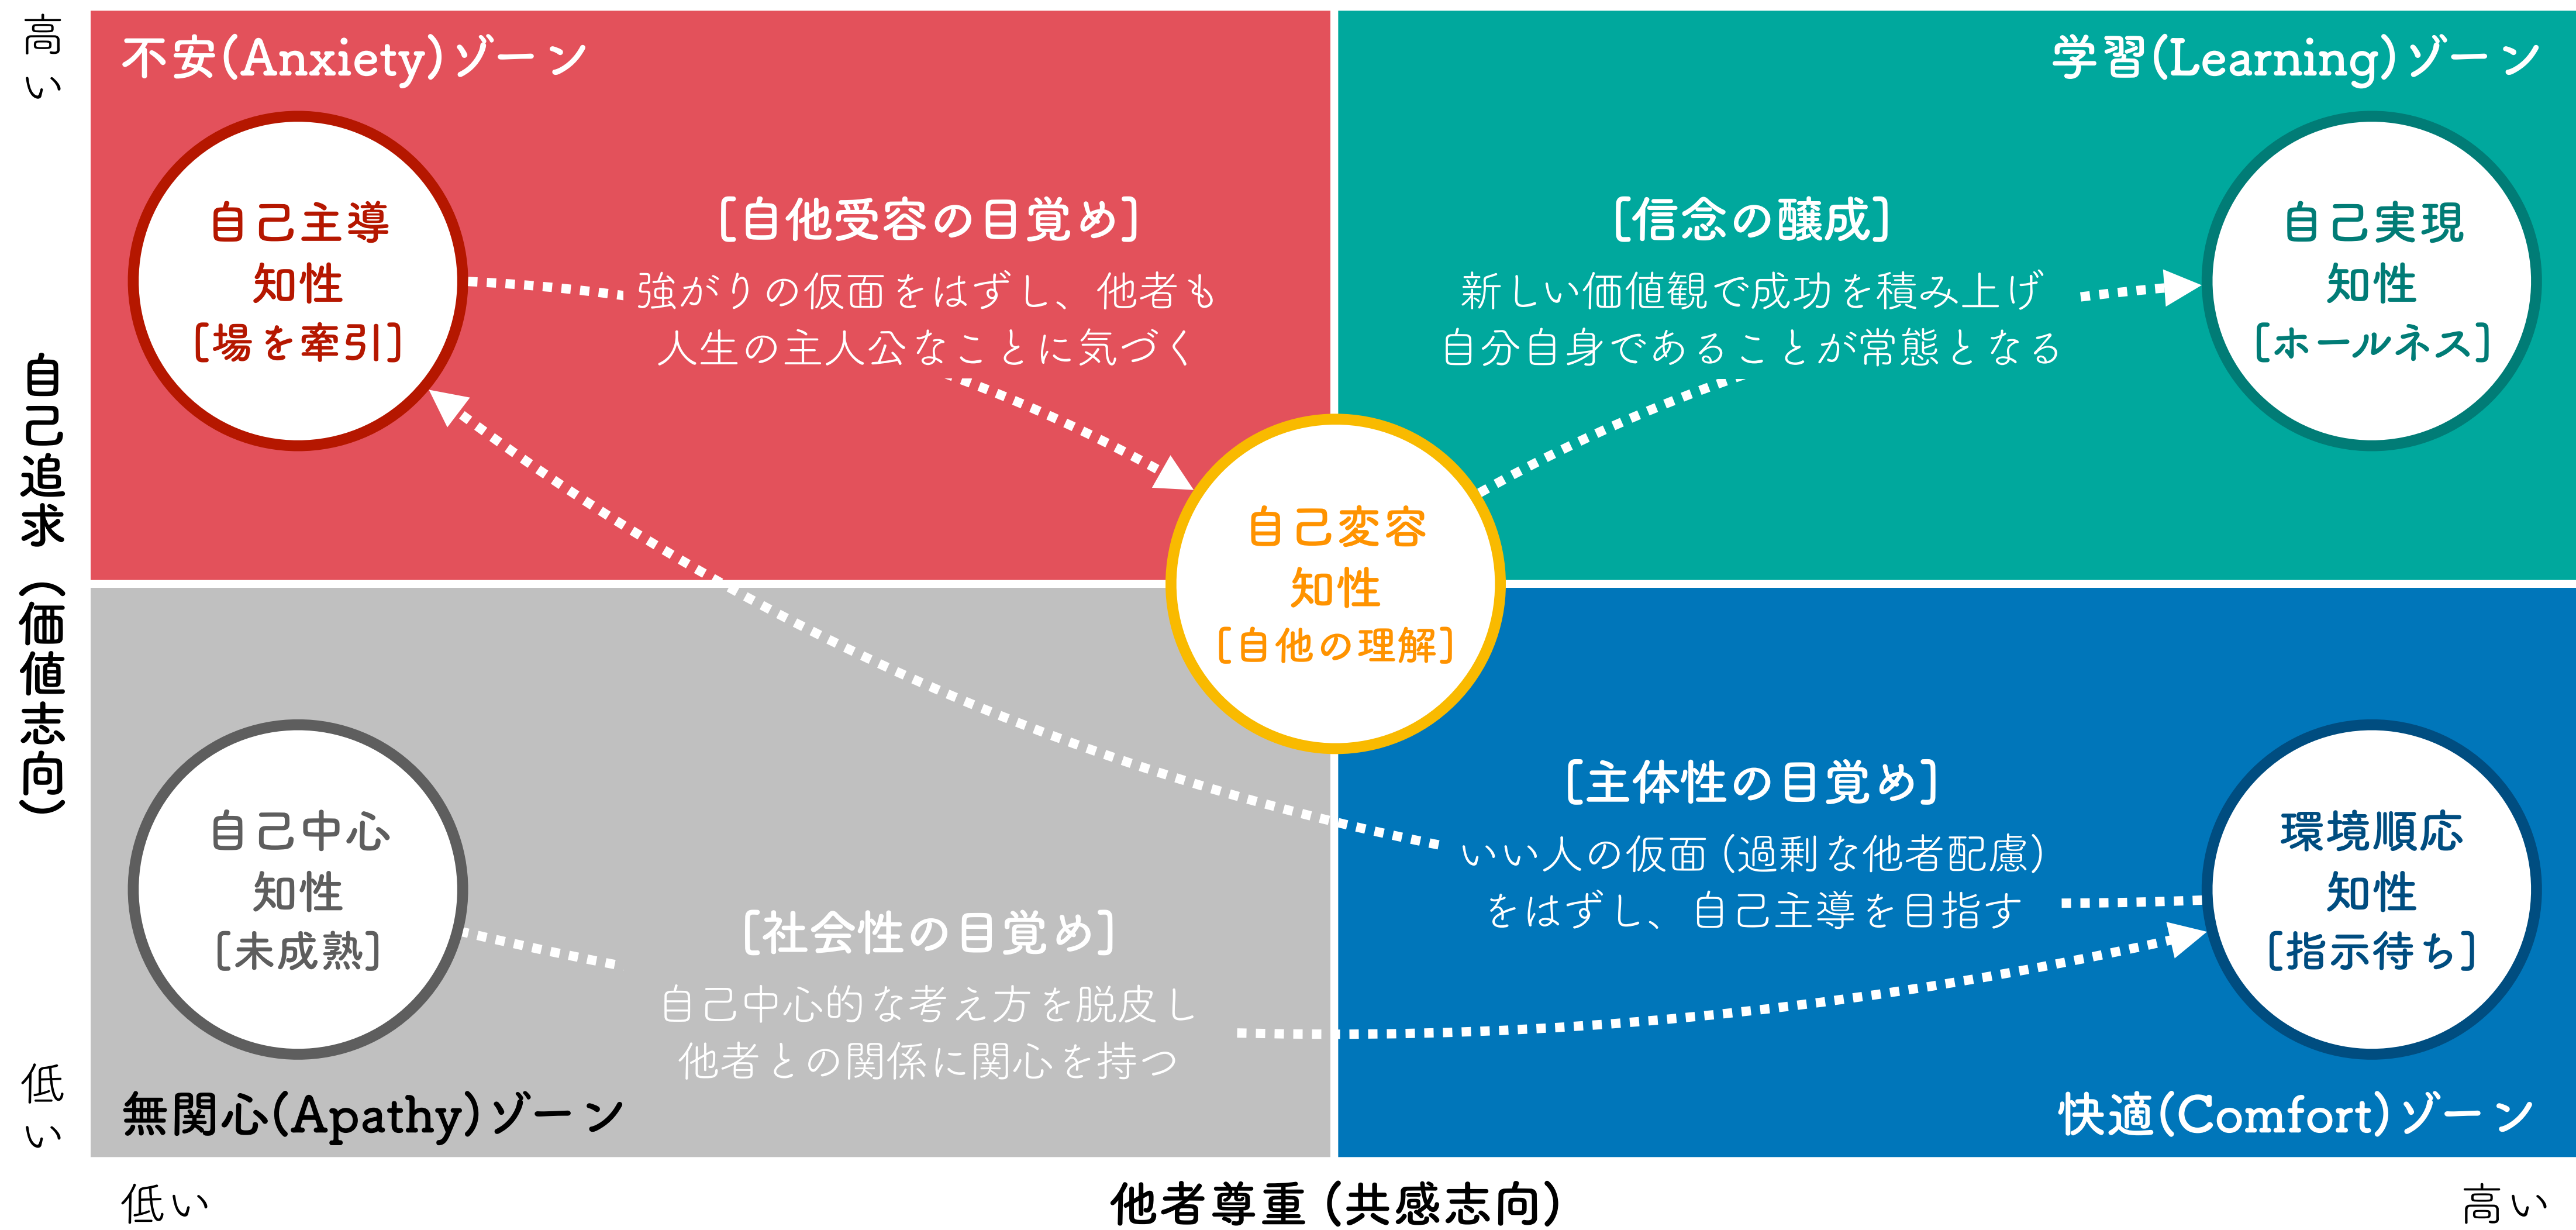 高い
不安(Anxiety)ゾーン
学習(Learning)ゾーン
自己主導
知性
[場を牽引]
[自他受容の目覚め]
強がりの仮面をはずし、他者も
人生の主人公なことに気づく
[信念の醸成]
新しい価値観で成功を積み上げ
自分自身であることが常態となる
自己実現
知性
[ホールネス]
自己追求(価値志向)
自己変容
知性
[自他の理解]
自己中心
知性
[未成熟]
[社会性の目覚め]
自己中心的な考え方を脱皮し
他者との関係に関心を持つ
[主体性の目覚め]
いい人の仮面(過剰な他者配慮)
をはずし、自己主導を目指す
環境順応
知性
[指示待ち]
低い
無関心(Apathy)ゾーン
快適(Comfort)ゾーン
低い
他者尊重(共感志向)
高い